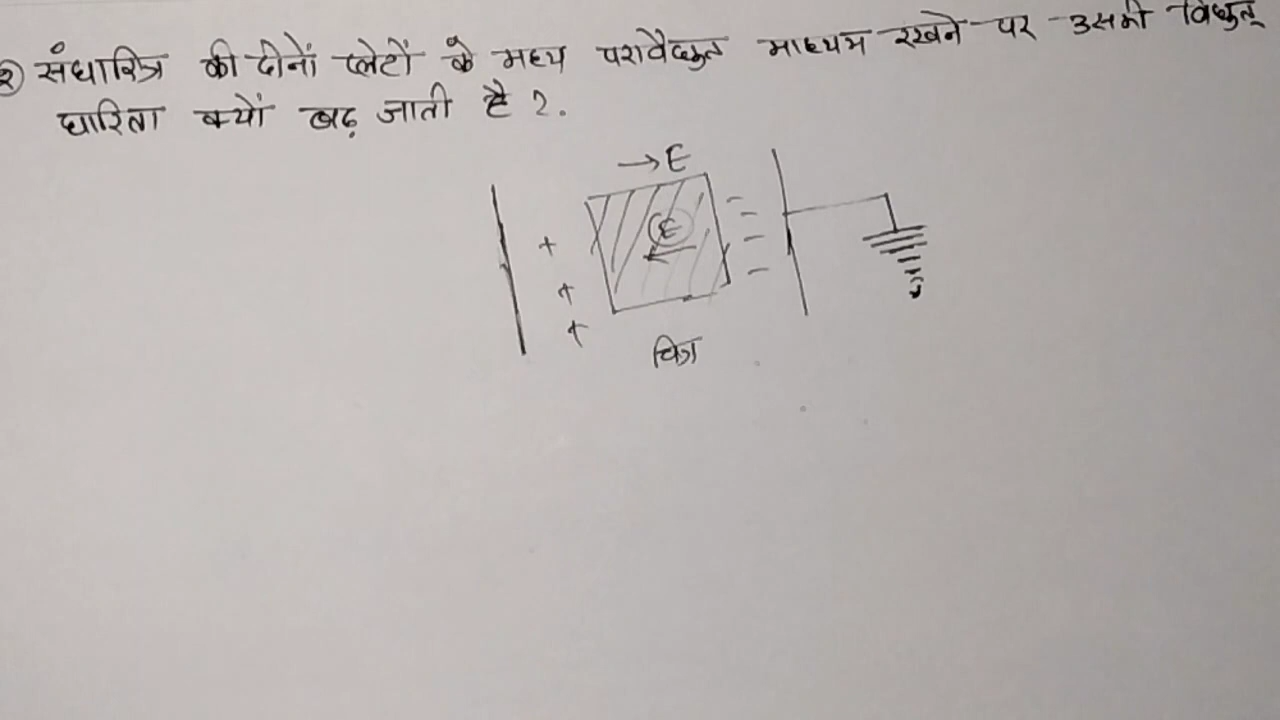 ② संधारित्र की दोनों प्लेटों के मध्य परावैद्युत माध्यम रखने पर उसकी विद्युत्
धारिता क्यों बढ़ जाती है ?.
→E
E
+
+
+
चित्र